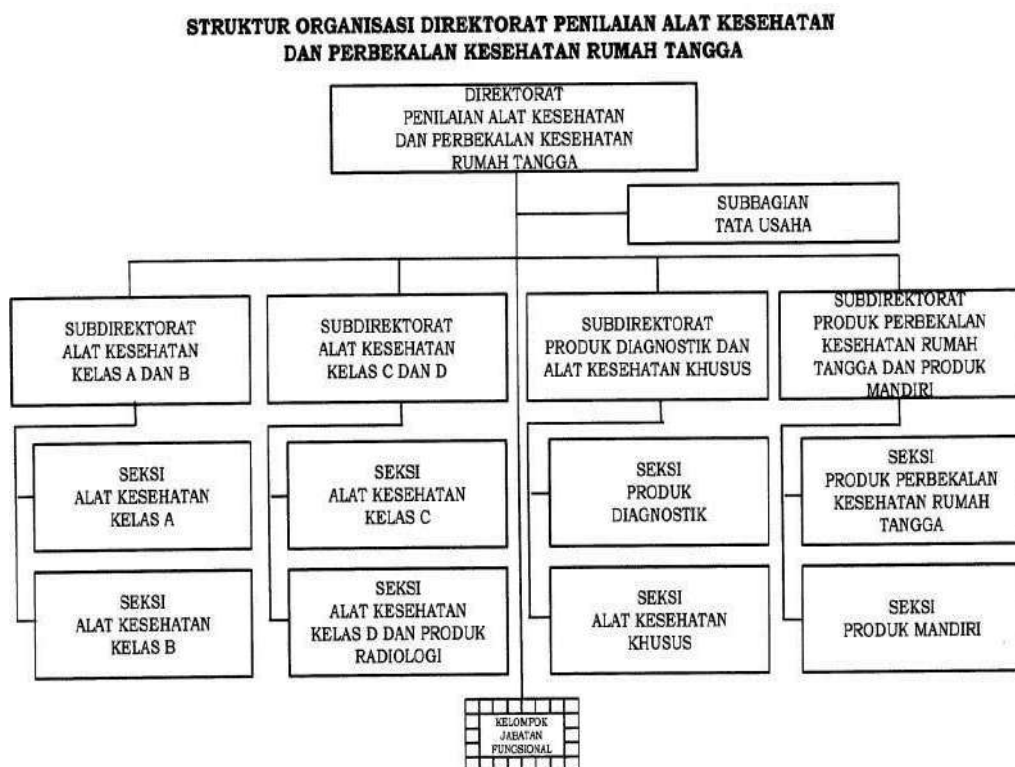 STRUKTUR ORGANISASI DIREKTORAT PENILAIAN ALAT KESEHATAN
DAN PERBEKALAN KESEHATAN RUMAH TANGGA
DIREKTORAT
PENILAIAN ALAT KESEHATAN
DAN PERBEKALAN KESEHATAN
RUMAH TANGGA
SUBBAGIAN
TATA USAHA
SUBDIREKTORAT
ALAT KESEHATAN
KELAS A DAN B
SUBDIREKTORAT
ALAT KESEHATAN
KELAS C DAN D
SUBDIREKTORAT
PRODUK DIAGNOSTIK DAN
ALAT KESEHATAN KHUSUS
SUBDIREKTORAT
PRODUK PERBEKALAN
KESEHATAN RUMAH
TANGGA DAN PRODUK
MANDIRI
SEKSI
ALAT KESEHATAN
KELAS A
SEKSI
ALAT KESEHATAN
KELAS C
SEKSI
PRODUK
DIAGNOSTIK
SEKSI
PRODUK PERBEKALAN
KESEHATAN RUMAH
TANGGA
SEKSI
ALAT KESEHATAN
KELAS B
SEKSI
ALAT KESEHATAN
KELAS D DAN PRODUK
RADIOLOGI
SEKSI
ALAT KESEHATAN
KHUSUS
SEKSI
PRODUK MANDIRI
KELOMPOK
JABATAN
FUNGSIONAL